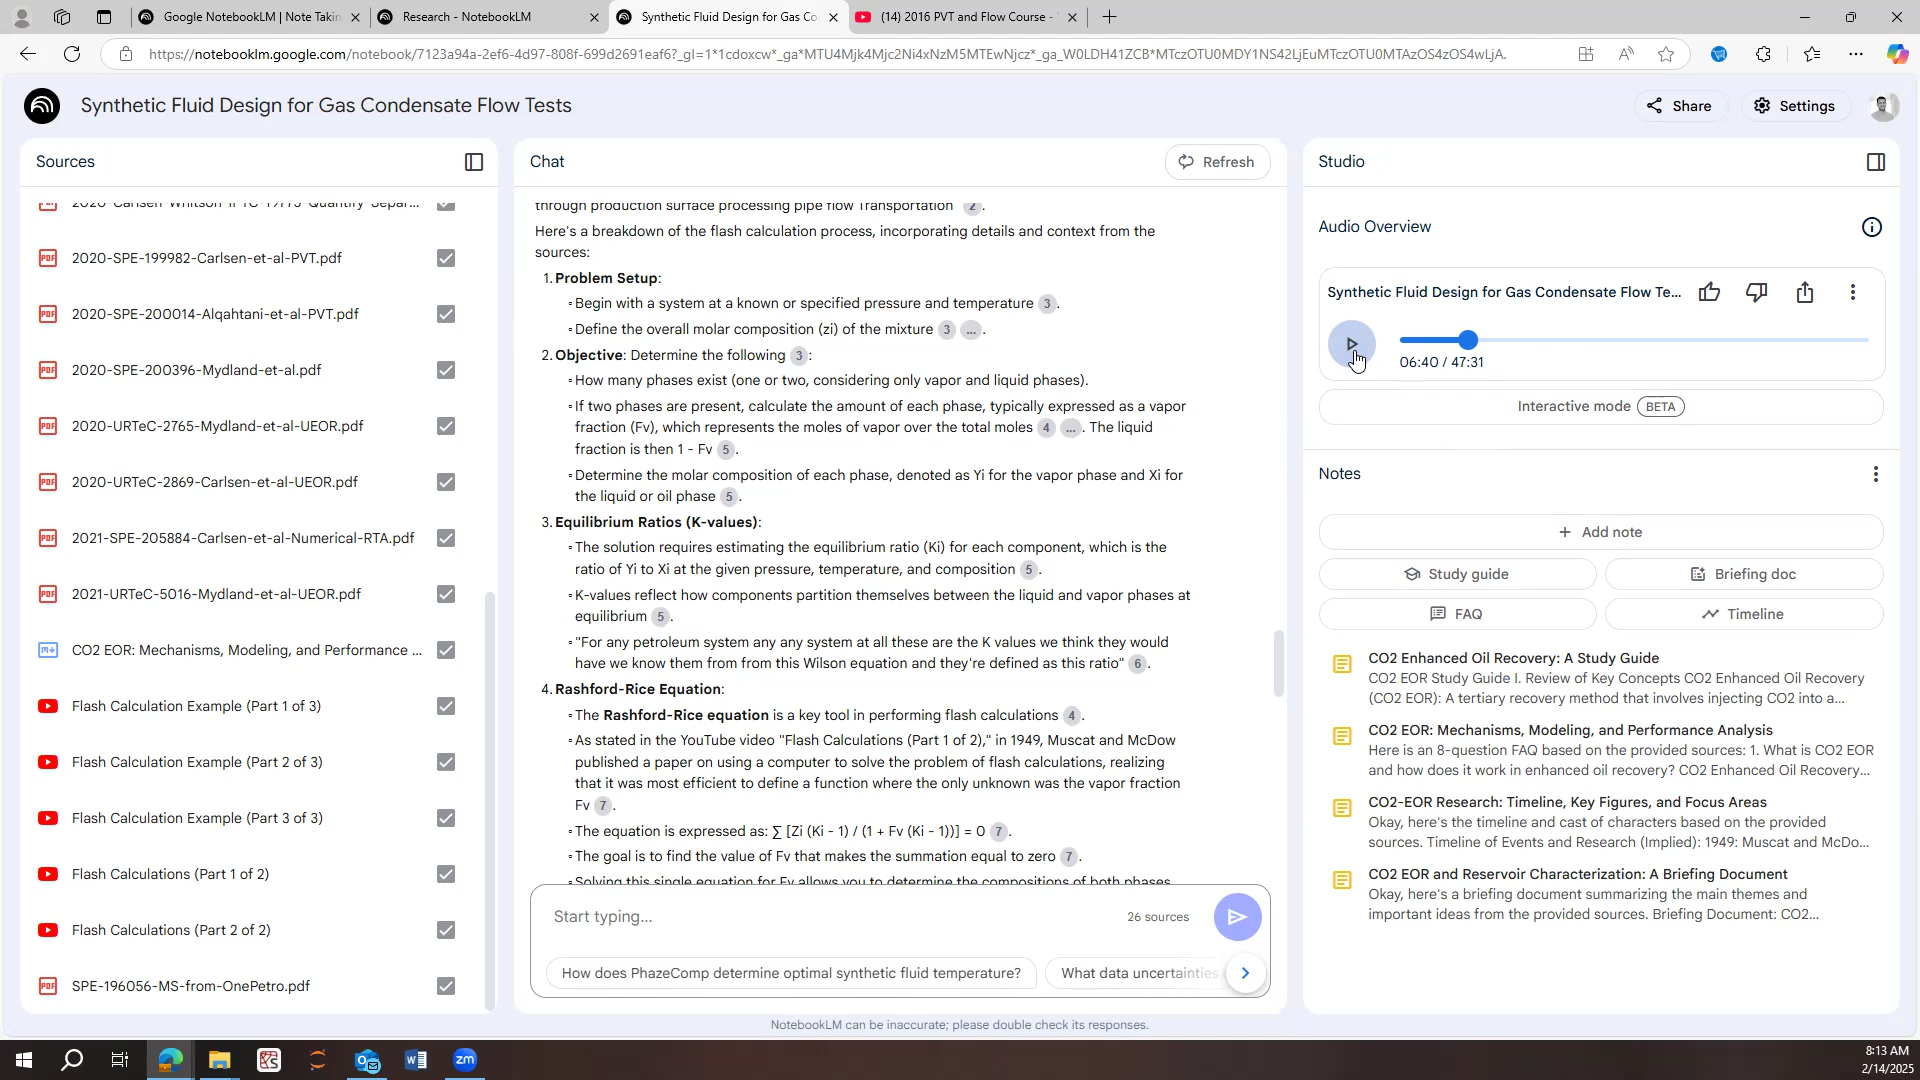 Google NotebookLM | Note Takin
Research - NotebookLM
Synthetic Fluid Design for Gas Co
(14) 2016 PVT and Flow Course -
https://notebooklm.google.com/notebook/7123a94a-2ef6-4d97-808f-699d2691eaf6?_gl=1*1cdoxcw*_ga*MTU4Mjk4Mjc2Ni4xNzM5MTEwNjcz*_ga_W0LDH41ZCB*MTczOTU0MDY1NS42LjEuMTczOTU0MTAzOS4zOS4wLjA.
Synthetic Fluid Design for Gas Condensate Flow Tests
Share
Settings
Sources
2020-SPE-199982-Carlsen-et-al-PVT.pdf
2020-SPE-200014-Alqahtani-et-al-PVT.pdf
2020-SPE-200396-Mydland-et-al.pdf
2020-URTeC-2765-Mydland-et-al-UEOR.pdf
2020-URTeC-2869-Carlsen-et-al-UEOR.pdf
2021-SPE-205884-Carlsen-et-al-Numerical-RTA.pdf
2021-URTeC-5016-Mydland-et-al-UEOR.pdf
CO2 EOR: Mechanisms, Modeling, and Performance ...
Flash Calculation Example (Part 1 of 3)
Flash Calculation Example (Part 2 of 3)
Flash Calculation Example (Part 3 of 3)
Flash Calculations (Part 1 of 2)
Flash Calculations (Part 2 of 2)
SPE-196056-MS-from-OnePetro.pdf
Chat
Refresh
through production surface processing pipe flow Transportation 2.
Here's a breakdown of the flash calculation process, incorporating details and context from the
sources:
1. Problem Setup:
◦Begin with a system at a known or specified pressure and temperature 3.
◦Define the overall molar composition (zi) of the mixture 3 ... .
2. Objective: Determine the following 3:
◦How many phases exist (one or two, considering only vapor and liquid phases).
◦If two phases are present, calculate the amount of each phase, typically expressed as a vapor
fraction (Fv), which represents the moles of vapor over the total moles 4 ... . The liquid
fraction is then 1 - Fv 5.
◦Determine the molar composition of each phase, denoted as Yi for the vapor phase and Xi for
the liquid or oil phase 5.
3. Equilibrium Ratios (K-values):
◦The solution requires estimating the equilibrium ratio (Ki) for each component, which is the
ratio of Yi to Xi at the given pressure, temperature, and composition 5.
◦K-values reflect how components partition themselves between the liquid and vapor phases at
equilibrium 5.
◦"For any petroleum system any any system at all these are the K values we think they would
have we know them from from this Wilson equation and they're defined as this ratio" 6.
4. Rashford-Rice Equation:
◦The Rashford-Rice equation is a key tool in performing flash calculations 4.
◦As stated in the YouTube video "Flash Calculations (Part 1 of 2)," in 1949, Muscat and McDow
published a paper on using a computer to solve the problem of flash calculations, realizing
that it was most efficient to define a function where the only unknown was the vapor fraction
Fv 7.
◦The equation is expressed as: ∑ [Zi (Ki - 1) / (1 + Fv (Ki - 1))] = 0 7.
◦The goal is to find the value of Fv that makes the summation equal to zero 7.
◦Solving this single equation for Fv allows you to determine the compositions of both phases
Start typing...
26 sources
How does PhazeComp determine optimal synthetic fluid temperature?
What data uncertainties
NotebookLM can be inaccurate; please double check its responses.
Studio
Audio Overview
Synthetic Fluid Design for Gas Condensate Flow Te...
06:40 / 47:31
Interactive mode BETA
Notes
Add note
Study guide
Briefing doc
FAQ
Timeline
CO2 Enhanced Oil Recovery: A Study Guide
CO2 EOR Study Guide I. Review of Key Concepts CO2 Enhanced Oil Recovery
(CO2 EOR): A tertiary recovery method that involves injecting CO2 into a...
CO2 EOR: Mechanisms, Modeling, and Performance Analysis
Here is an 8-question FAQ based on the provided sources: 1. What is CO2 EOR
and how does it work in enhanced oil recovery? CO2 Enhanced Oil Recovery...
CO2-EOR Research: Timeline, Key Figures, and Focus Areas
Okay, here's the timeline and cast of characters based on the provided
sources. Timeline of Events and Research (Implied): 1949: Muscat and McDo...
CO2 EOR and Reservoir Characterization: A Briefing Document
Okay, here's a briefing document summarizing the main themes and
important ideas from the provided sources. Briefing Document: CO2...
zm
8:13 AM
2/14/2025